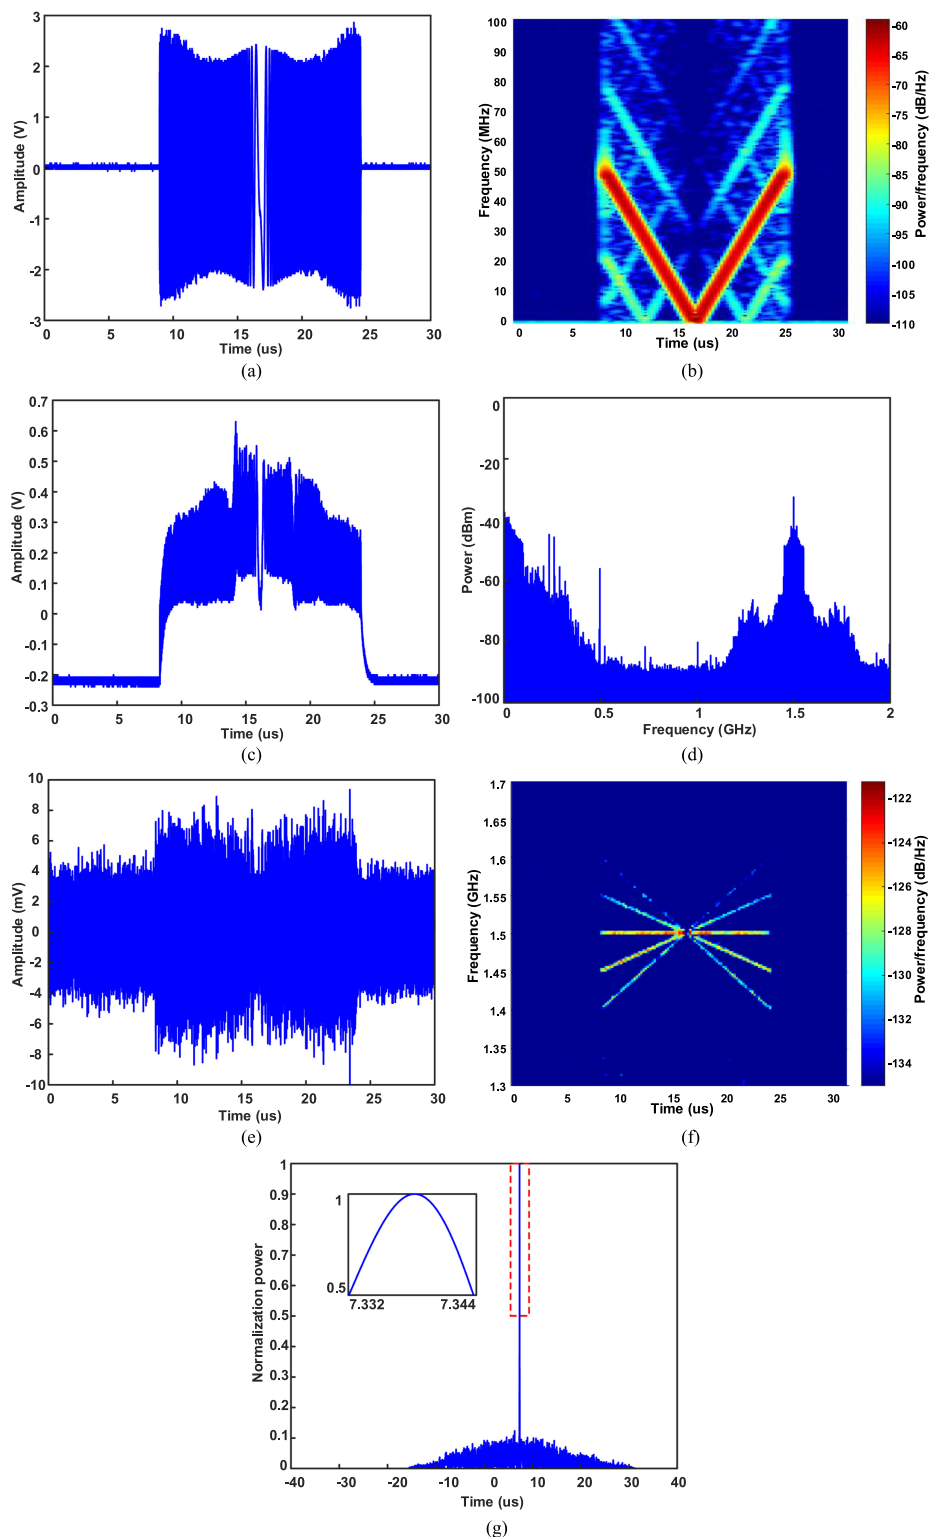 3
2
1
0
-1
-2
-3
0 5 10 15 20 25 30
Amplitude (V)
Time (us)
(a)
100
90
80
70
60
50
40
30
20
10
0
0 5 10 15 20 25 30
Frequency (MHz)
Time (us)
-60
-65
-70
-75
-80
-85
-90
-95
-100
-105
-110
Power/frequency (dB/Hz)
(b)
0.7
0.6
0.5
0.4
0.3
0.2
0.1
0
-0.1
-0.2
-0.3
0 5 10 15 20 25 30
Amplitude (V)
Time (us)
(c)
0
-20
-40
-60
-80
-100
0 0.5 1 1.5 2
Power (dBm)
Frequency (GHz)
(d)
10
8
6
4
2
0
-2
-4
-6
-8
-10
0 5 10 15 20 25 30
Amplitude (mV)
Time (us)
(e)
1.7
1.65
1.6
1.55
1.5
1.45
1.4
1.35
1.3
0 5 10 15 20 25 30
Frequency (GHz)
Time (us)
-122
-124
-126
-128
-130
-132
-134
Power/frequency (dB/Hz)
(f)
1
0.9
0.8
0.7
0.6
0.5
0.4
0.3
0.2
0.1
0
-40 -30 -20 -10 0 10 20 30 40
Normalization power
Time (us)
1
0.5
7.332 7.344
(g)